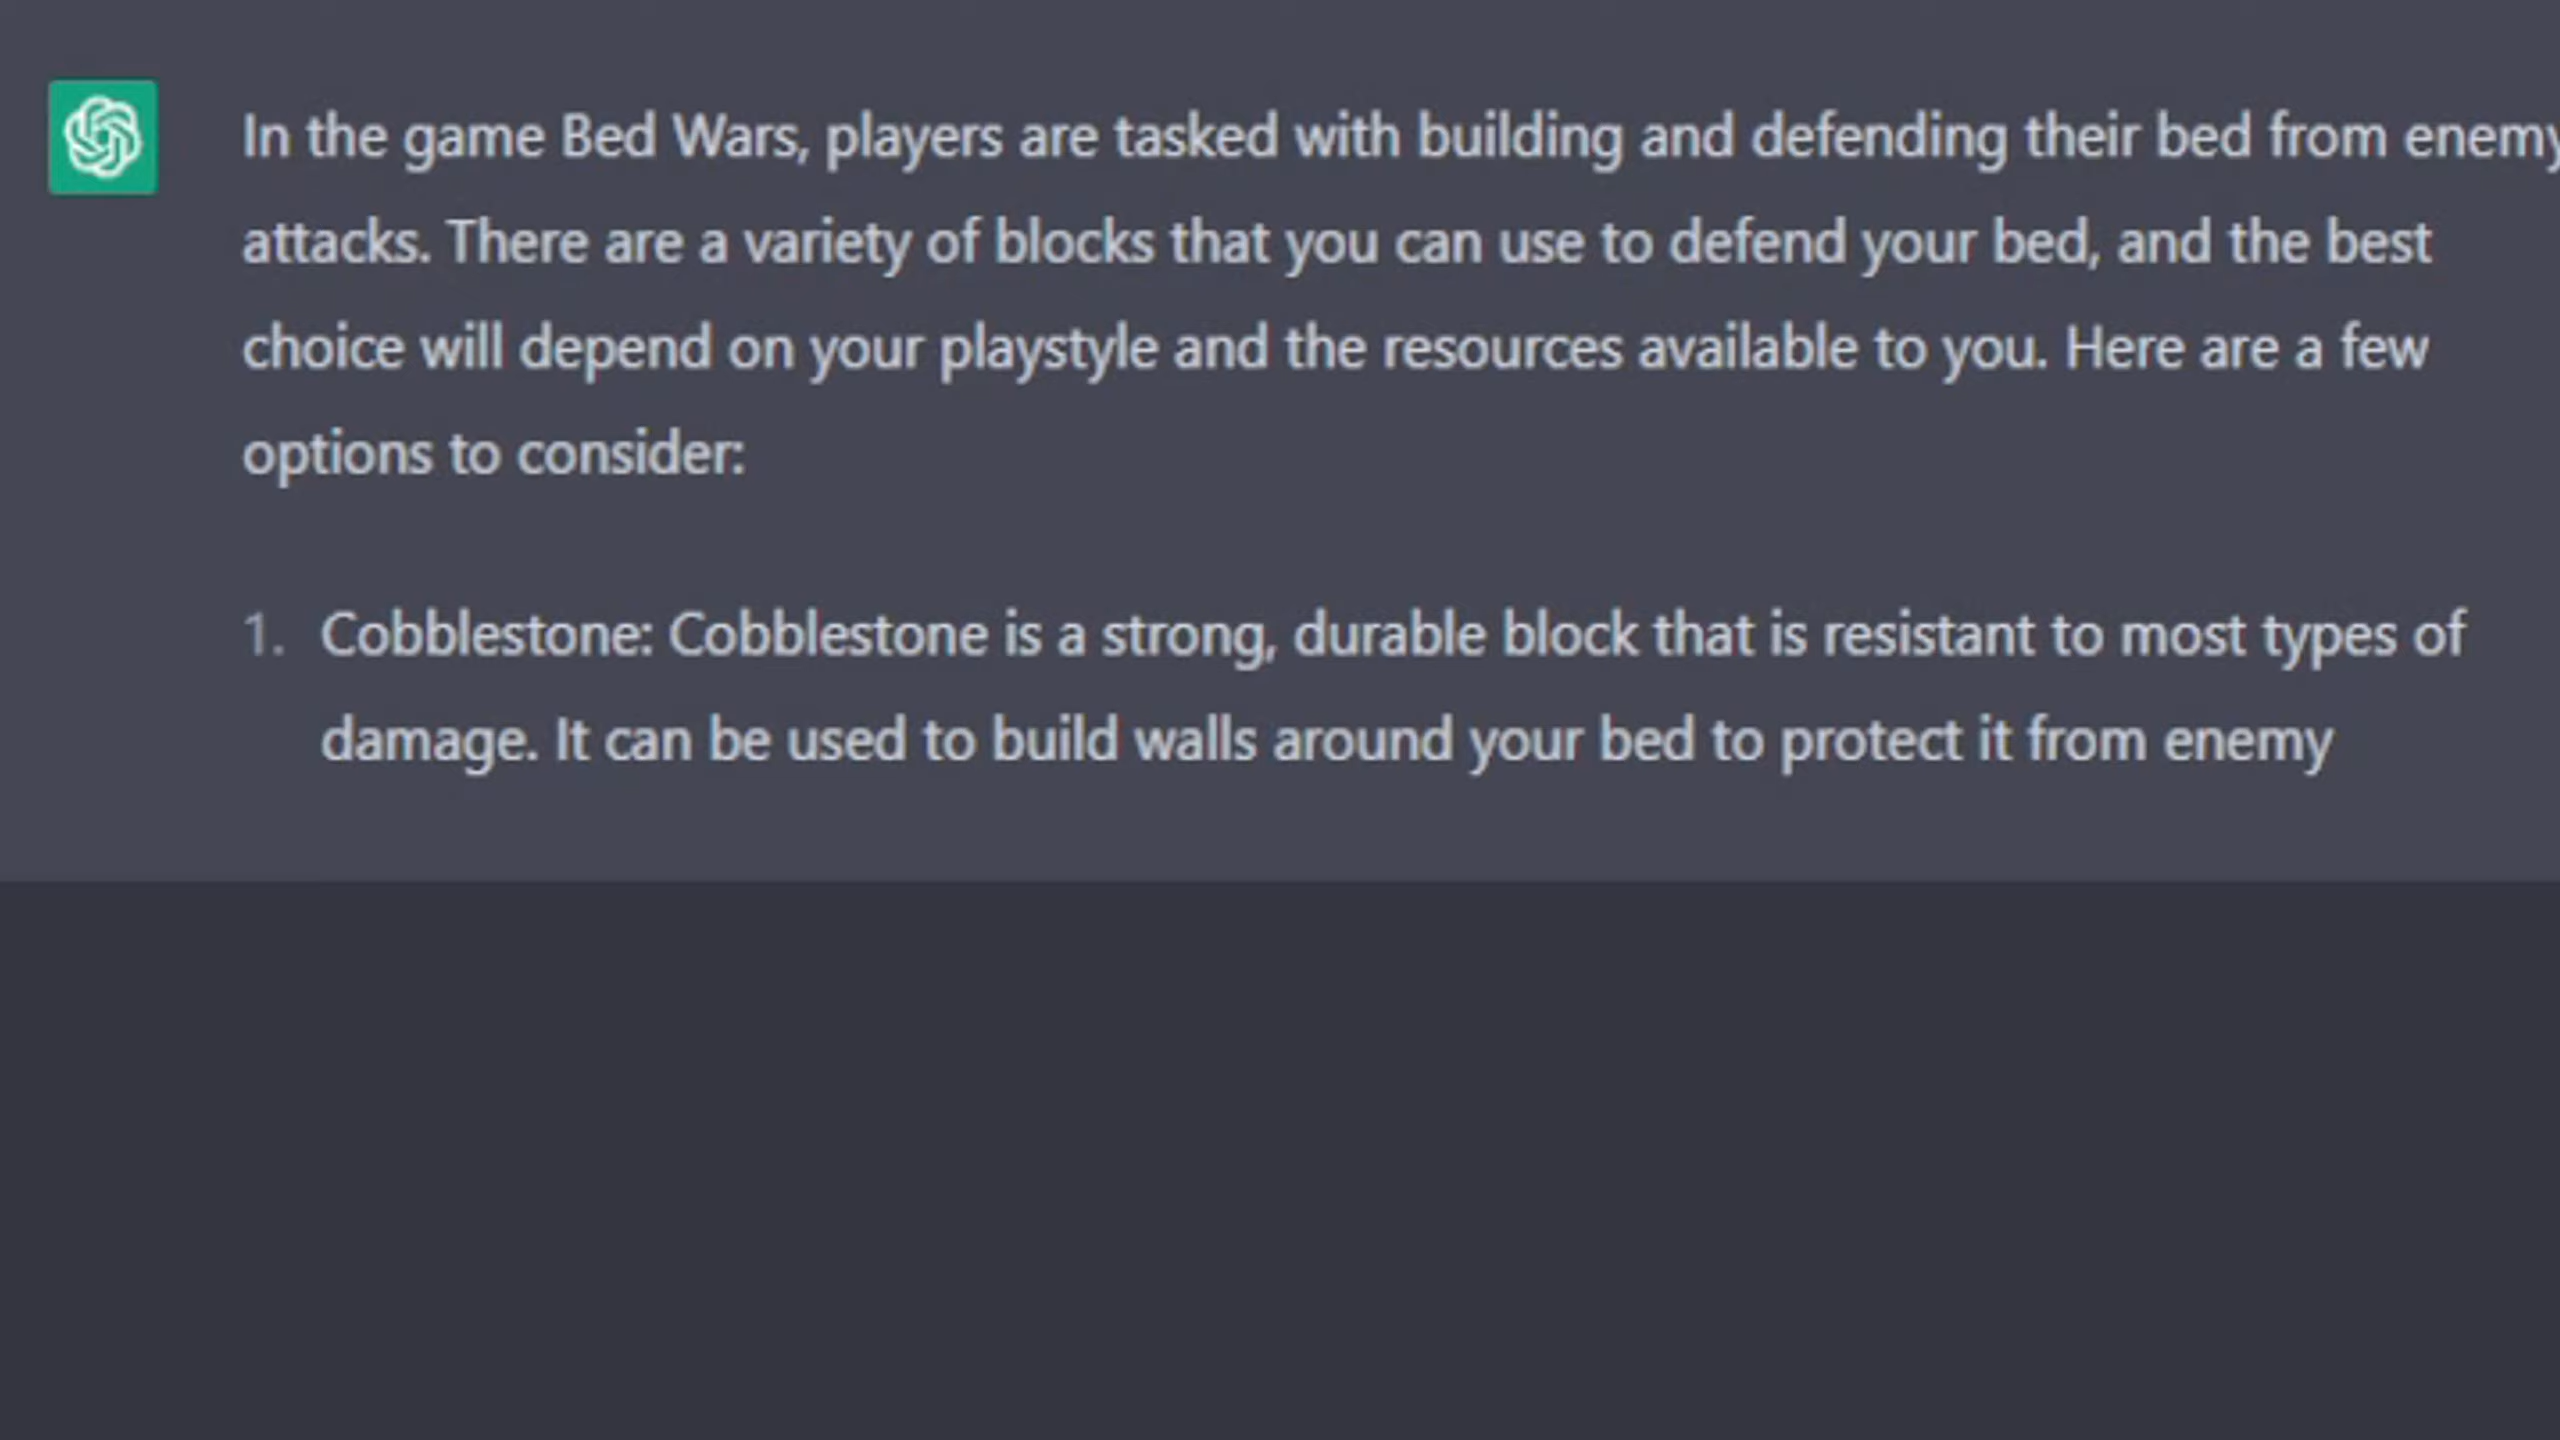 In the game Bed Wars, players are tasked with building and defending their bed from enemy
attacks. There are a variety of blocks that you can use to defend your bed, and the best
choice will depend on your playstyle and the resources available to you. Here are a few
options to consider:
1. Cobblestone: Cobblestone is a strong, durable block that is resistant to most types of
damage. It can be used to build walls around your bed to protect it from enemy